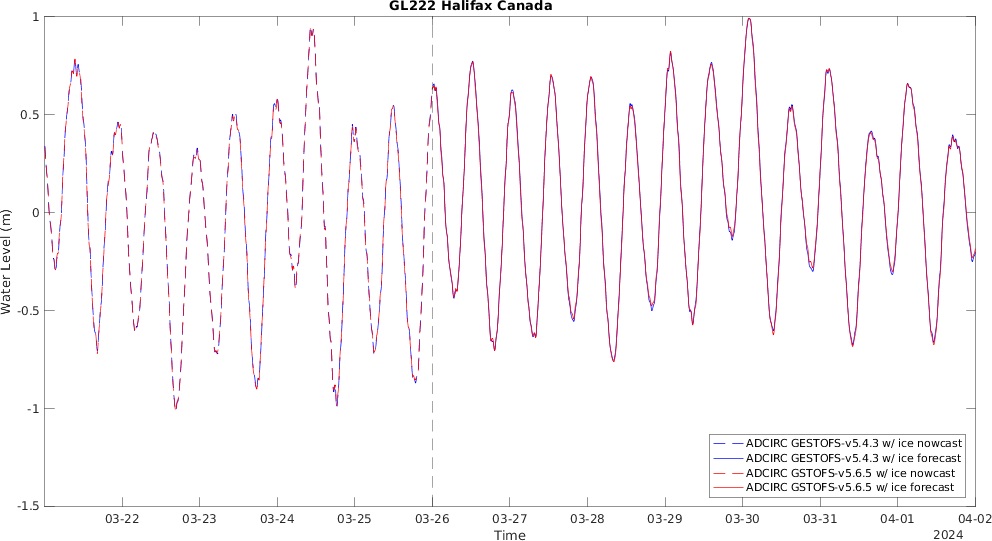 GL222 Halifax Canada
1
0.5
0
-0.5
-1
-1.5
Water Level (m)
ADCIRC GESTOFS-v5.4.3 w/ ice nowcast
ADCIRC GESTOFS-v5.4.3 w/ ice forecast
ADCIRC GSTOFS-v5.6.5 w/ ice nowcast
ADCIRC GSTOFS-v5.6.5 w/ ice forecast
03-22 03-23 03-24 03-25 03-26 03-27 03-28 03-29 03-30 03-31 04-01 04-02
Time
2024